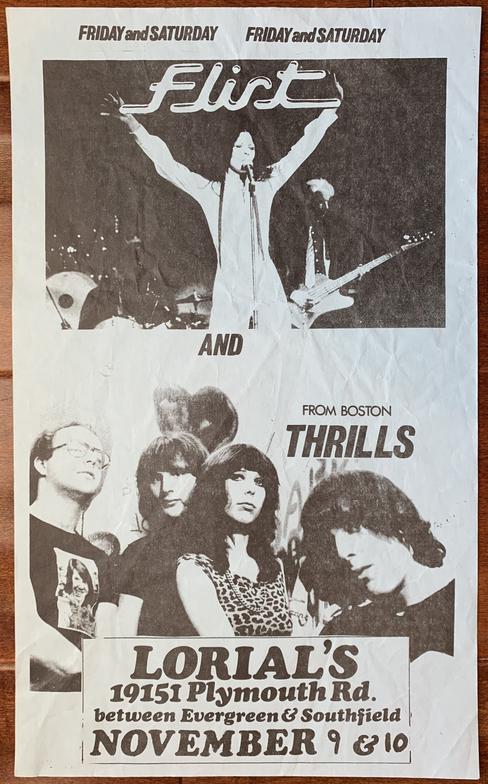 FRIDAY and SATURDAY FRIDAY and SATURDAY
Flirt
AND
FROM BOSTON
THRILLS
LORIAL'S
19151 Plymouth Rd.
between Evergreen & Southfield
NOVEMBER 9 & 10